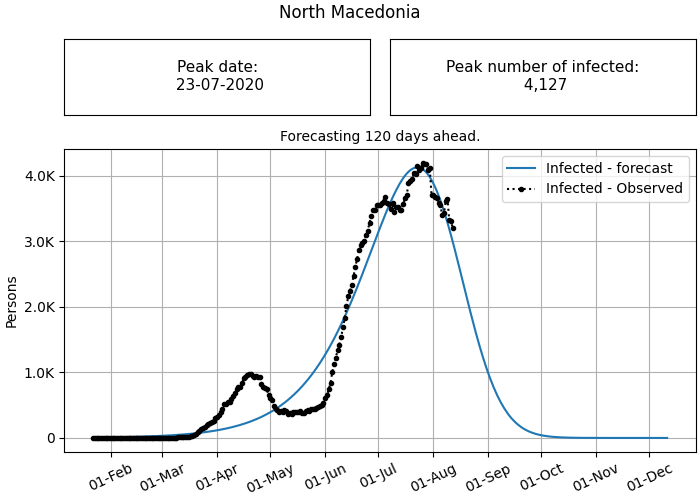 North Macedonia
Peak date:
23-07-2020
Peak number of infected:
4,127
Forecasting 120 days ahead.
Infected - forecast
Infected - Observed
4.0K
3.0K
2.0K
1.0K
0
Persons
01-Feb
01-Mar
01-Apr
01-May
01-Jun
01-Jul
01-Aug
01-Sep
01-Oct
01-Nov
01-Dec